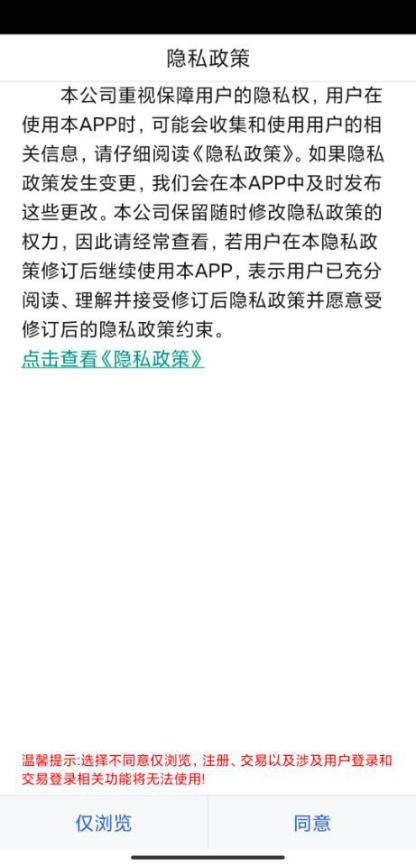 隐私政策
本公司重视保障用户的隐私权，用户在
使用本APP时，可能会收集和使用用户的相
关信息，请仔细阅读《隐私政策》。如果隐私
政策发生变更，我们会在本APP中及时发布
这些更改。本公司保留随时修改隐私政策的
权力，因此请经常查看，若用户在本隐私政
策修订后继续使用本APP，表示用户已充分
阅读、理解并接受修订后隐私政策并愿意受
修订后的隐私政策约束。
点击查看《隐私政策》
温馨提示:选择不同意仅浏览，注册、交易以及涉及用户登录和
交易登录相关功能将无法使用!
仅浏览
同意